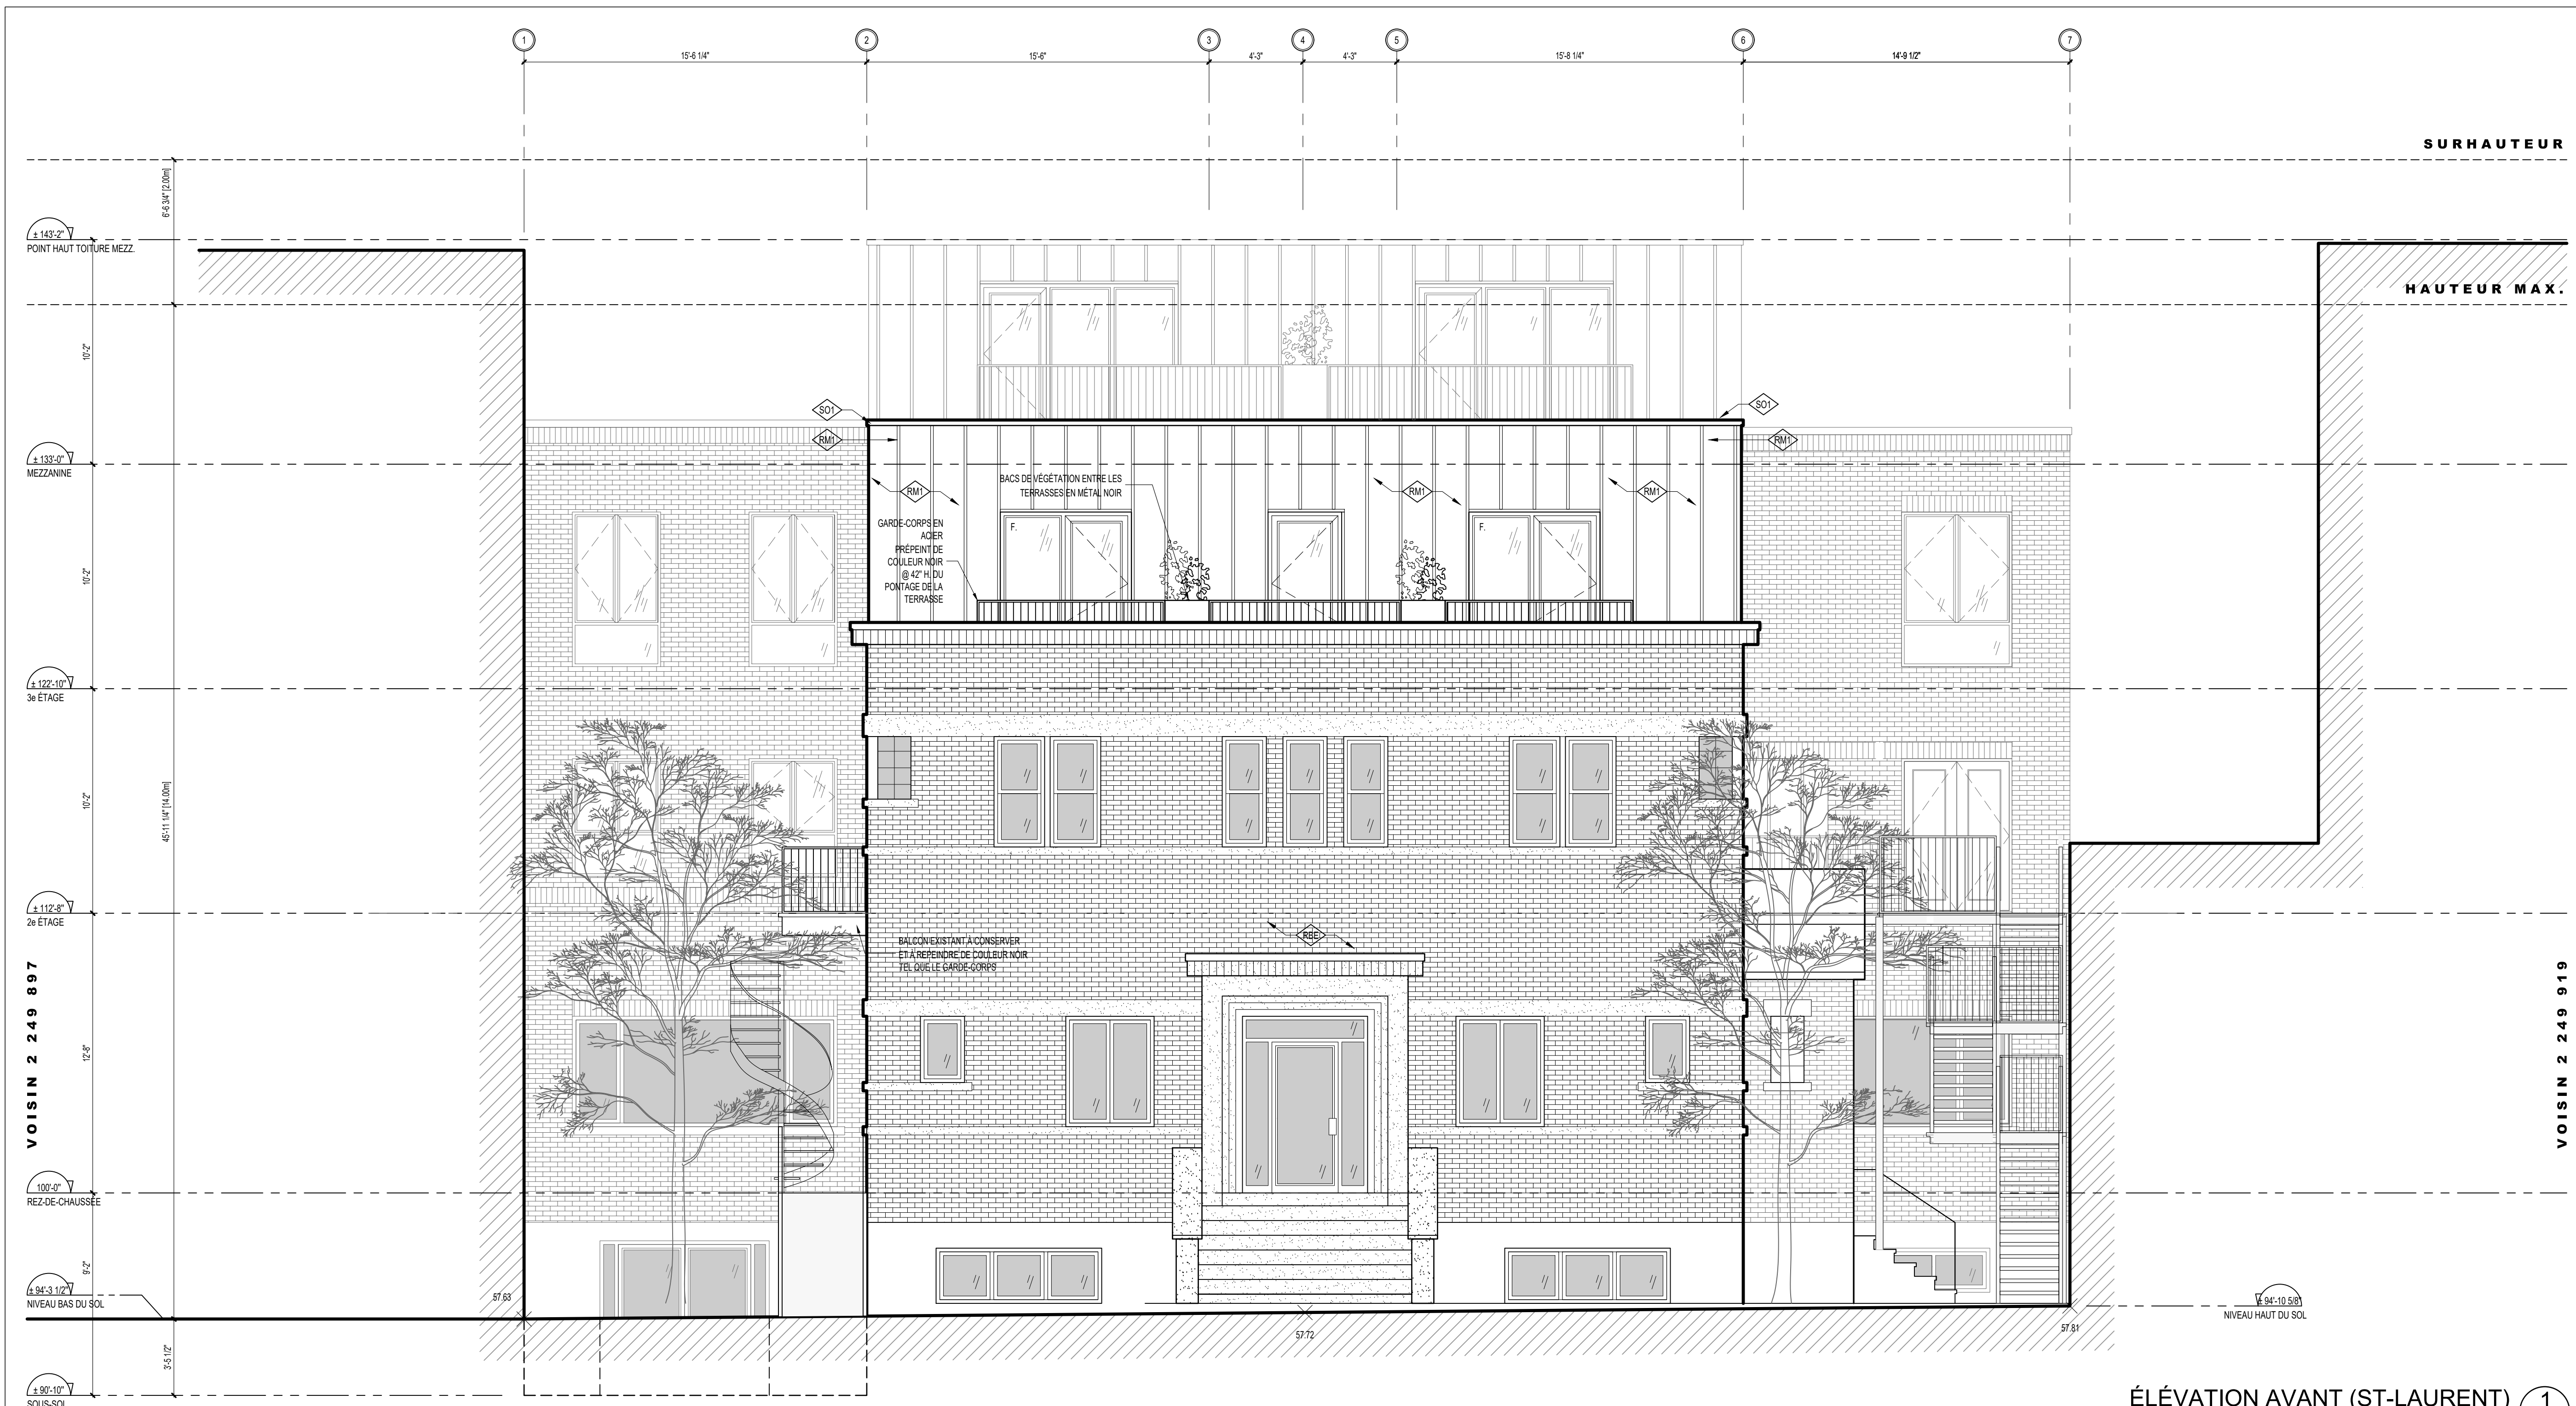 1
2
3
4
5
6
7
15'-6 1/4"
15'-6"
4'-3"
4'-3"
15'-8 1/4"
14'-9 1/2"
SURHAUTEUR
6'-6 3/4" [2.00m]
± 143'-2"
POINT HAUT TOITURE MEZZ.
HAUTEUR MAX.
10'-2"
SO1
SO1
RM1
RM1
± 133'-0"
MEZZANINE
BACS DE VÉGÉTATION ENTRE LES
TERRASSES EN MÉTAL NOIR
RM1
RM1
RM1
GARDE-CORPS EN
ACIER
PRÉPEINT DE
COULEUR NOIR
@ 42" H. DU
PONTAGE DE LA
TERRASSE
F.
F.
10'-2"
± 122'-10"
3e ÉTAGE
10'-2"
45'-11 1/4" [14.00m]
± 112'-8"
2e ÉTAGE
BALCON EXISTANT À CONSERVER
ET À REPEINDRE DE COULEUR NOIR
TEL QUE LE GARDE-CORPS
RBE
VOISIN 2 249 897
VOISIN 2 249 919
12'-8"
100'-0"
REZ-DE-CHAUSSÉE
9'-2"
± 94'-3 1/2"
NIVEAU BAS DU SOL
57.63
57.72
57.81
± 94'-10 5/8"
NIVEAU HAUT DU SOL
3'-5 1/2"
± 90'-10"
SOUS-SOL
ÉLÉVATION AVANT (ST-LAURENT)
1